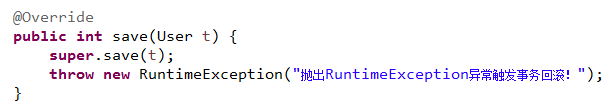 @Override
public int save(User t) {
    super.save(t);
    throw new RuntimeException("抛出RuntimeException异常触发事务回滚！");
}